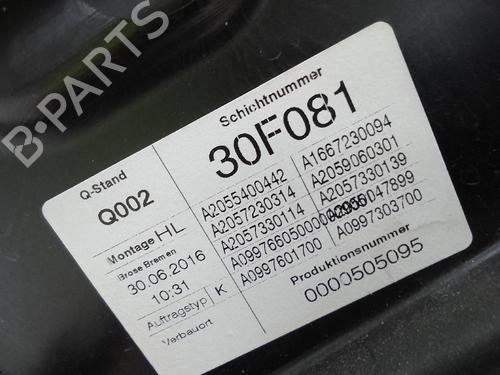 B-PARTS
Schichtnummer
30F081
Q-Stand
Q002
Montage HL
Brose Bremen
30.06.2016
10:31
Auftragstyp K
Verbauort
A2055400442
A2057230314
A2057330114
A0997601700
A1667230094
A2059060301
A2057330139
A0997303700
Produktionsnummer
0000505095